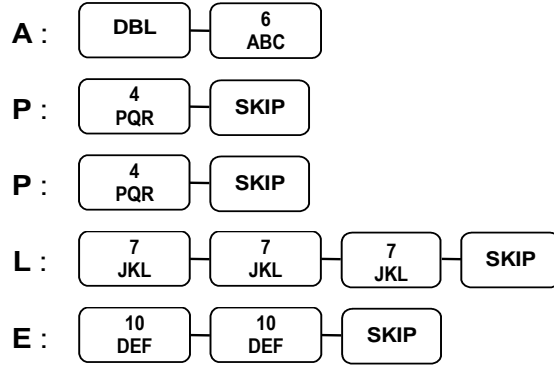 A : DBL 6 ABC
P : 4 PQR SKIP
P : 4 PQR SKIP
L : 7 JKL 7 JKL 7 JKL SKIP
E : 10 DEF 10 DEF SKIP